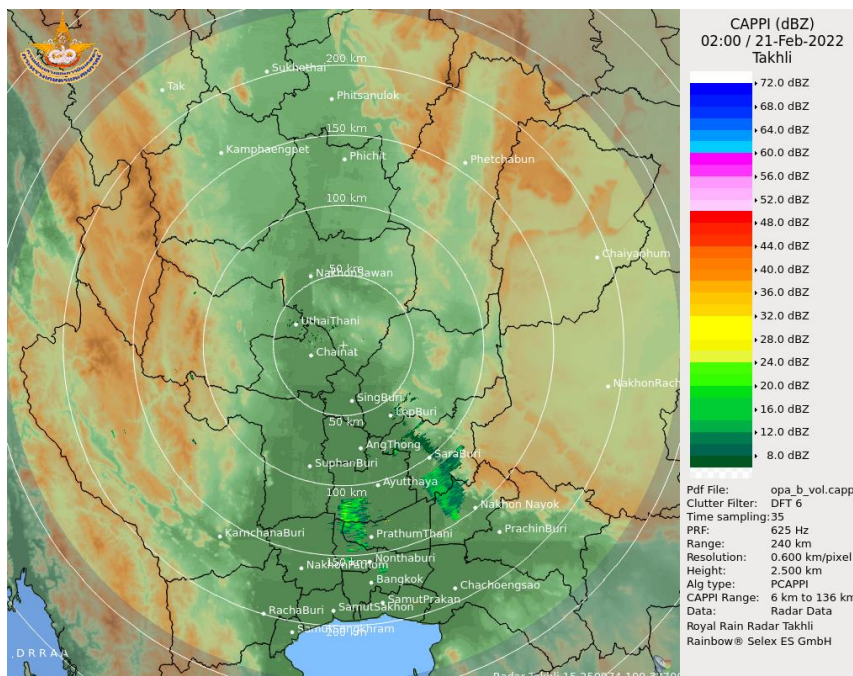 CAPPI (dBZ)
02:00 / 21-Feb-2022
Takhli
72.0 dBZ
68.0 dBZ
64.0 dBZ
60.0 dBZ
56.0 dBZ
52.0 dBZ
48.0 dBZ
44.0 dBZ
40.0 dBZ
36.0 dBZ
32.0 dBZ
28.0 dBZ
24.0 dBZ
20.0 dBZ
16.0 dBZ
12.0 dBZ
8.0 dBZ
Pdf File: opa_b_vol.capp
Clutter Filter: DFT 6
Time sampling:35
PRF: 625 Hz
Range: 240 km
Resolution: 0.600 km/pixel
Height: 2.500 km
Alg type: PCAPPI
CAPPI Range: 6 km to 136 km
Data: Radar Data
Royal Rain Radar Takhli
Rainbow® Selex ES GmbH
200 km
Sukhothai
Tak
Phitsanulok
150 km
Kamphaengpet
Phichit
Phetchabun
100 km
Chaiyaphum
50 km
NakhonSawan
UthaiThani
Chainat
NakhonRach
SingBuri
LopBuri
50 km
AngThong
SaraBuri
SuphanBuri
Ayutthaya
100 km
Nakhon Nayok
KarnchanaBuri
PrathumThani
PrachinBuri
150 km
Nonthaburi
NakhonPathom
Bangkok
Chachoengsao
SamutPrakan
SamutSakhon
RachaBuri
SamutSongkhram
200 km
, D R R A A